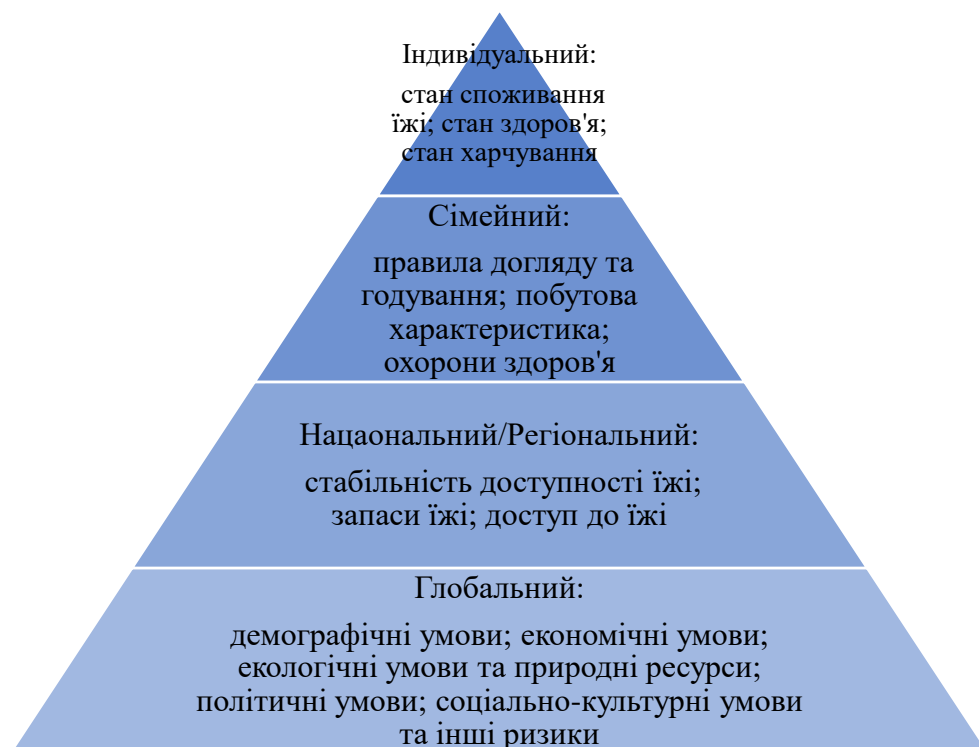 Індивідуальний:
стан споживання
їжі; стан здоров'я;
стан харчування
Сімейний:
правила догляду та
годування; побутова
характеристика;
охорони здоров'я
Нацаональний/Регіональний:
стабільність доступності їжі;
запаси їжі; доступ до їжі
Глобальний:
демографічні умови; економічні умови;
екологічні умови та природні ресурси;
політичні умови; соціально-культурні умови
та інші ризики